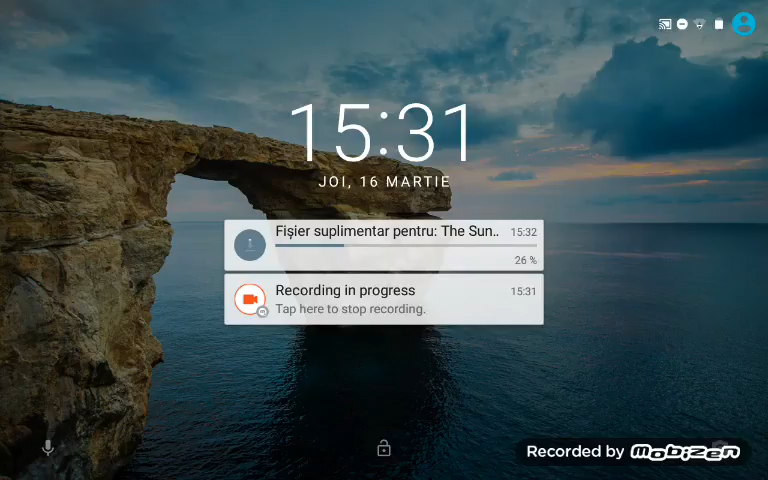 15:31
JOI, 16 MARTIE
Fișier suplimentar pentru: The Sun.. 15:32
26 %
Recording in progress 15:31
Tap here to stop recording.
Recorded by mobizen